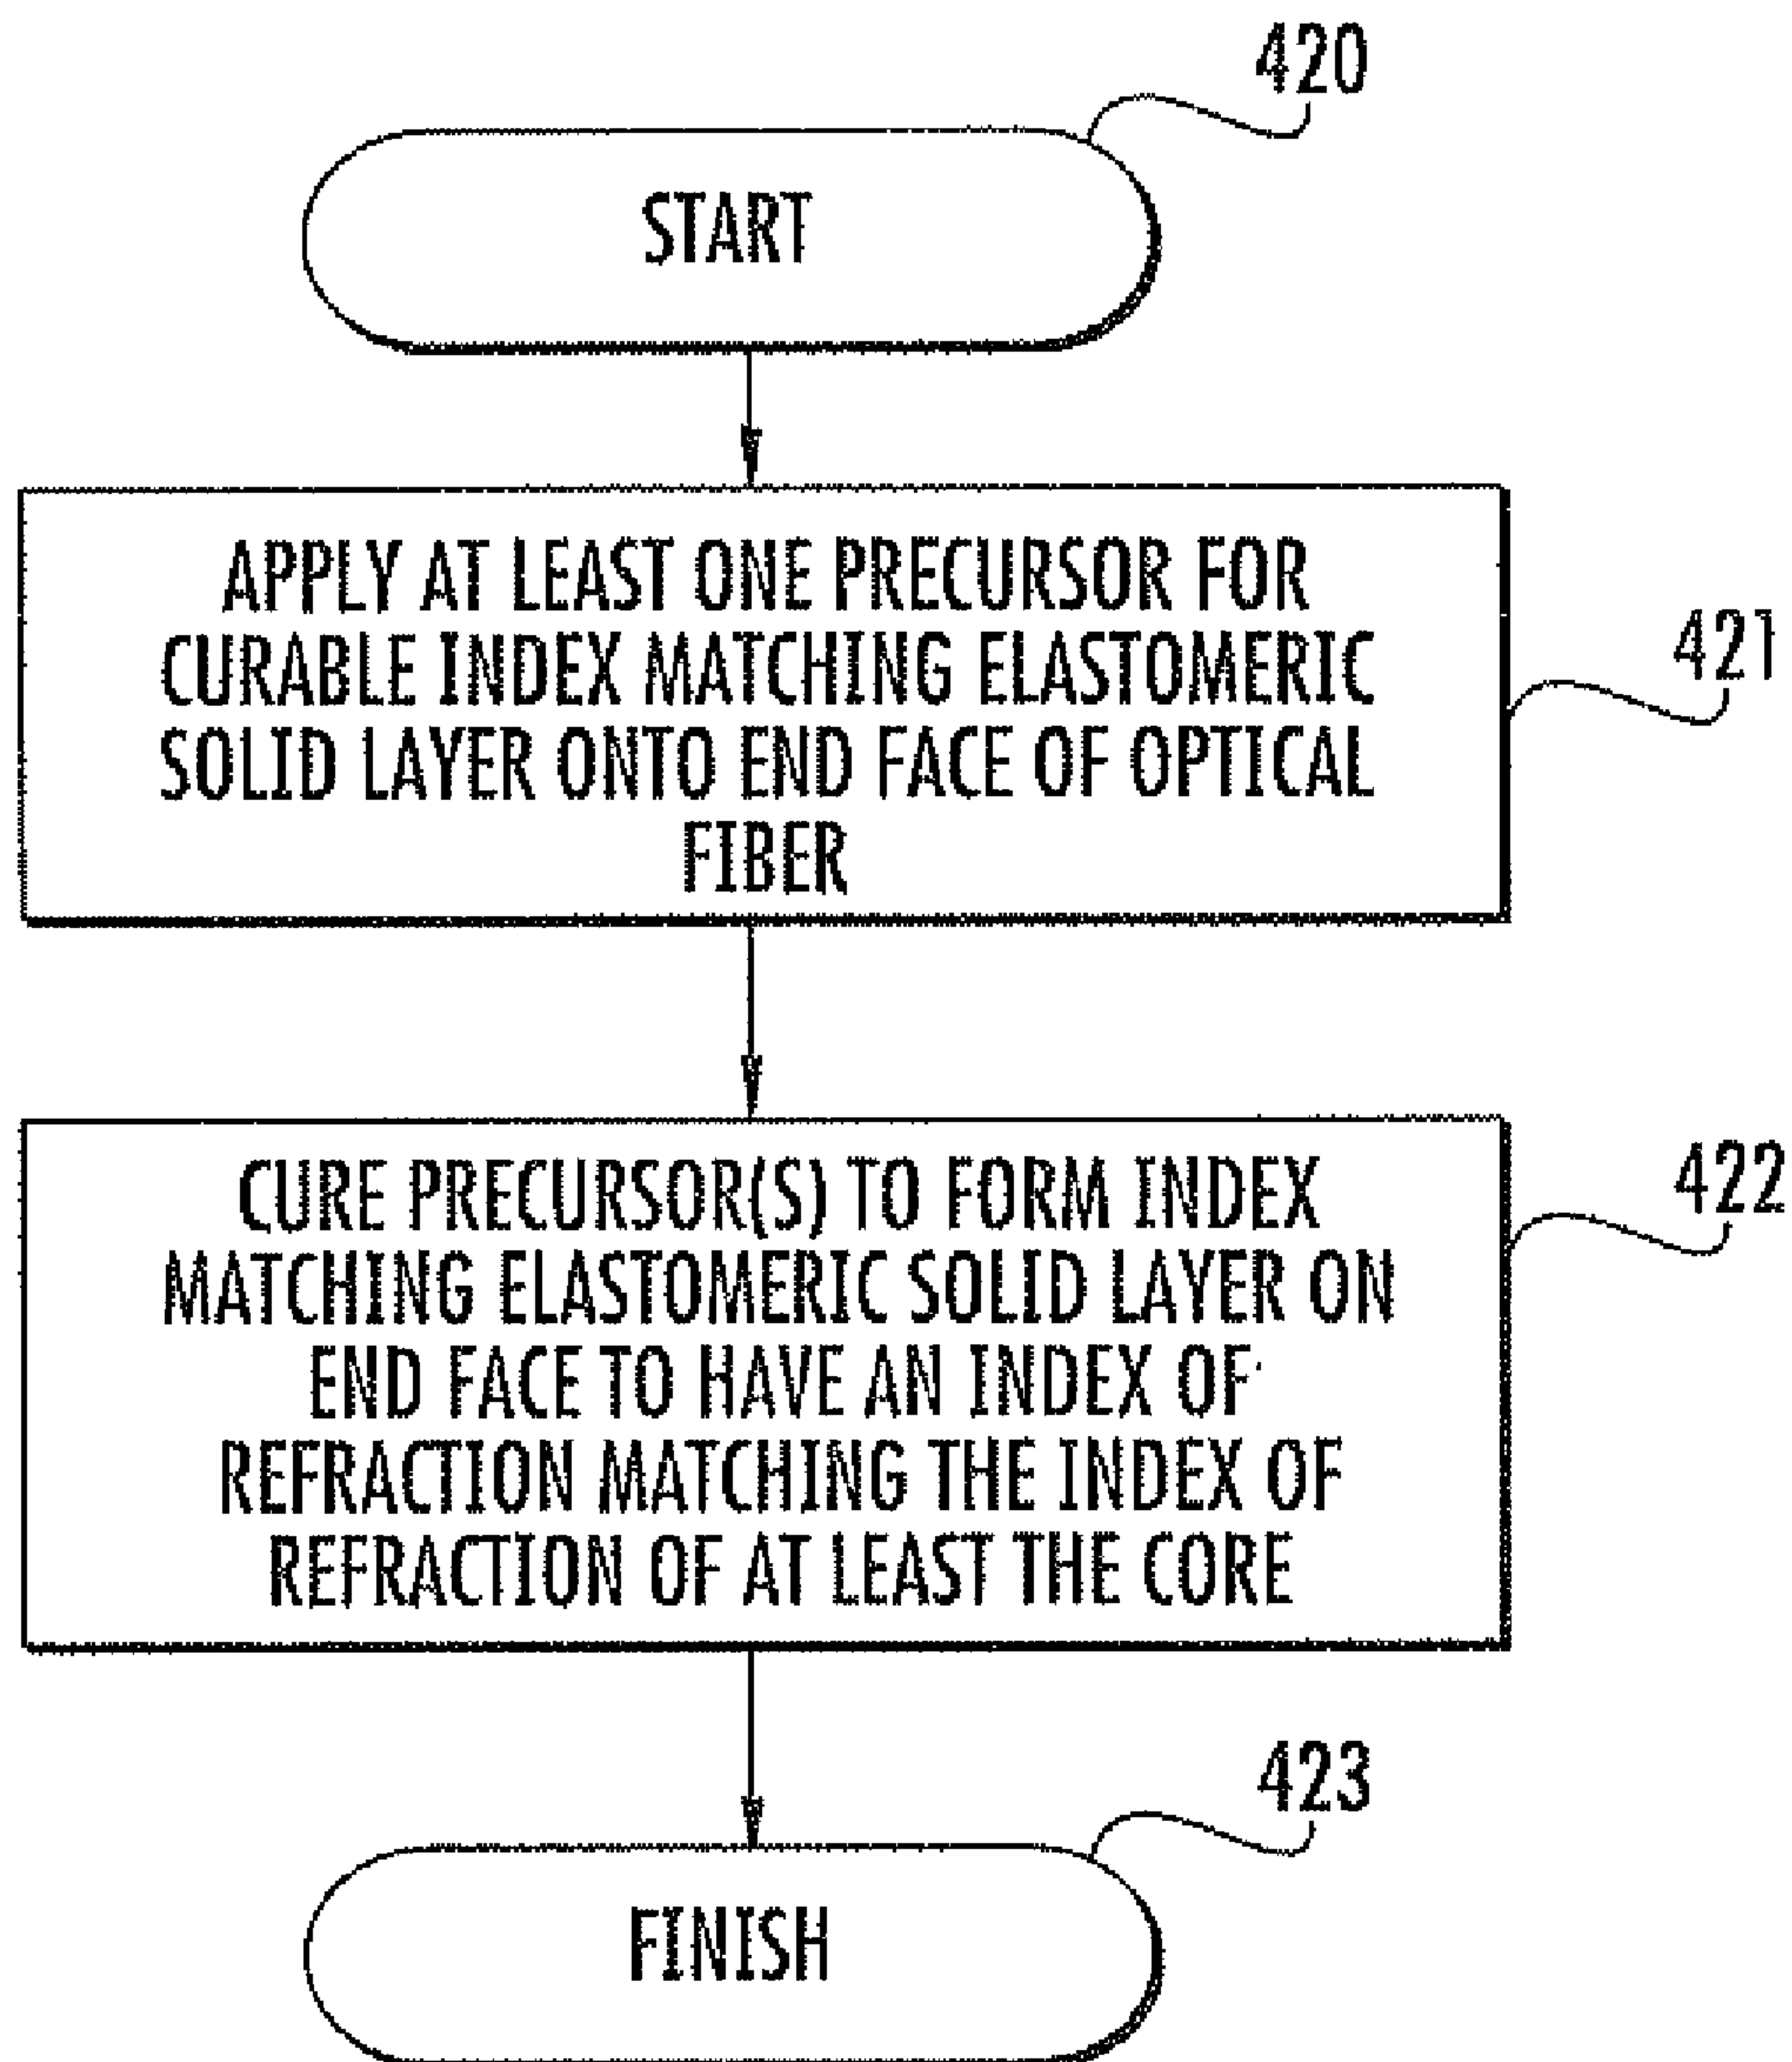 420
START
APPLY AT LEAST ONE PRECURSOR FOR
CURABLE INDEX MATCHING ELASTOMERIC
SOLID LAYER ONTO END FACE OF OPTICAL
FIBER
421
CURE PRECURSOR(S) TO FORM INDEX
MATCHING ELASTOMERIC SOLID LAYER ON
END FACE TO HAVE AN INDEX OF
REFRACTION MATCHING THE INDEX OF
REFRACTION OF AT LEAST THE CORE
422
423
FINISH